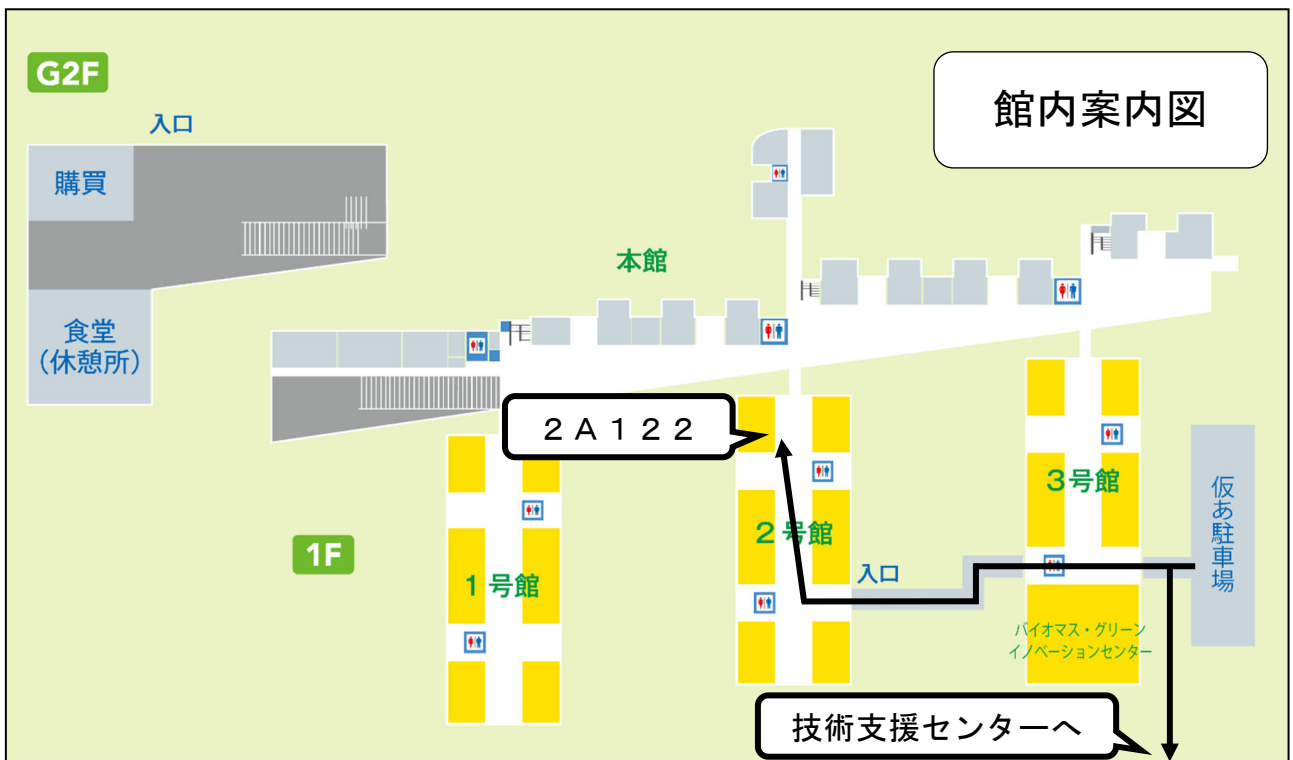 G2F
館内案内図
入口
購買
本館
食堂
（休憩所）
２Ａ１２２
３号館
仮あ駐車場
２号館
1F
入口
１号館
バイオマス・グリーン
イノベーションセンター
技術支援センターへ